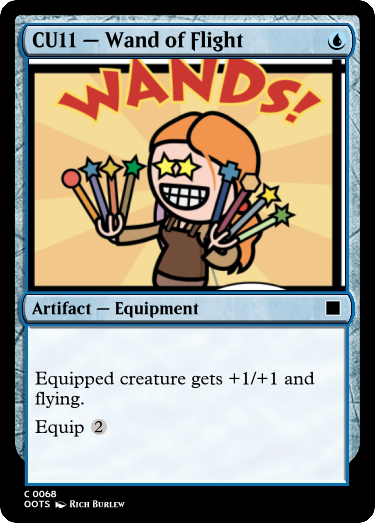 CU11 — Wand of Flight
WANDS!
Artifact — Equipment
Equipped creature gets +1/+1 and
flying.
Equip 2
C 0068
OOTS Rich Burlew